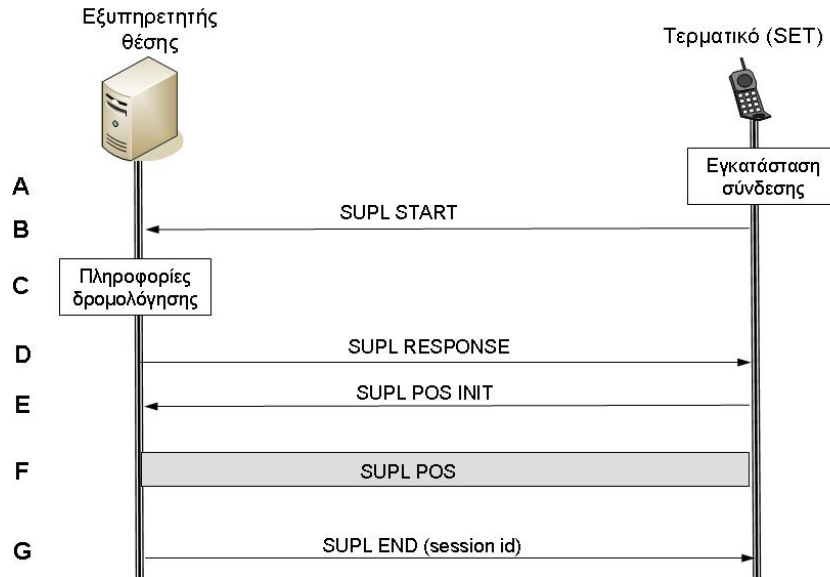 Εξυπηρετητής
θέσης
Τερματικό (SET)
Εγκατάσταση
σύνδεσης
A
SUPL START
B
Πληροφορίες
δρομολόγησης
C
SUPL RESPONSE
D
SUPL POS INIT
E
SUPL POS
F
SUPL END (session id)
G